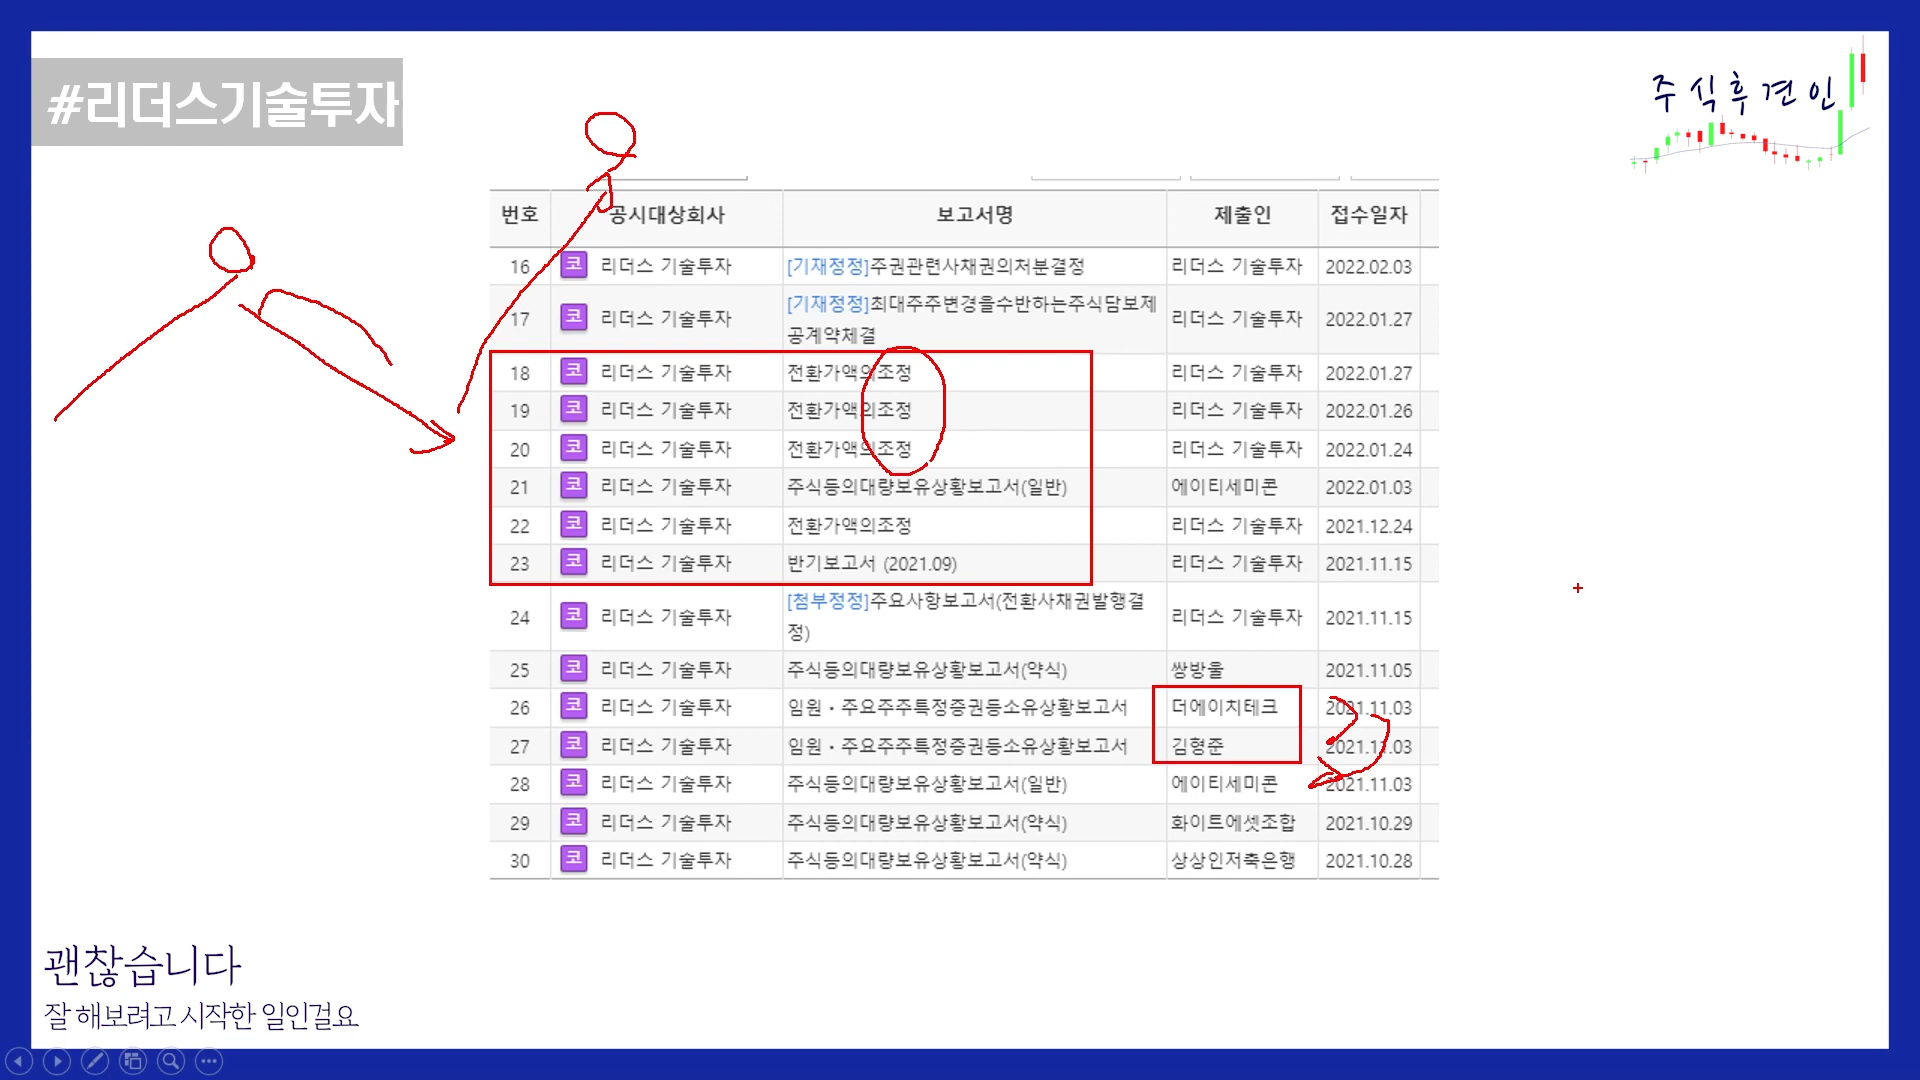 #리더스기술투자
주식후견인
번호 공시대상회사 보고서명 제출인 접수일자
16 코 리더스 기술투자 [기재정정]주권관련사채권의처분결정 리더스 기술투자 2022.02.03
17 코 리더스 기술투자 [기재정정]최대주주변경을수반하는주식담보제
공계약체결 리더스 기술투자 2022.01.27
18 코 리더스 기술투자 전환가액의조정 리더스 기술투자 2022.01.27
19 코 리더스 기술투자 전환가액의조정 리더스 기술투자 2022.01.26
20 코 리더스 기술투자 전환가액의조정 리더스 기술투자 2022.01.24
21 코 리더스 기술투자 주식등의대량보유상황보고서(일반) 에이티세미콘 2022.01.03
22 코 리더스 기술투자 전환가액의조정 리더스 기술투자 2021.12.24
23 코 리더스 기술투자 반기보고서 (2021.09) 리더스 기술투자 2021.11.15
24 코 리더스 기술투자 [첨부정정]주요사항보고서(전환사채권발행결
정) 리더스 기술투자 2021.11.15
25 코 리더스 기술투자 주식등의대량보유상황보고서(약식) 쌍방울 2021.11.05
26 코 리더스 기술투자 임원・주요주주특정증권등소유상황보고서 더에이치테크 2021.11.03
27 코 리더스 기술투자 임원・주요주주특정증권등소유상황보고서 김형준 2021.11.03
28 코 리더스 기술투자 주식등의대량보유상황보고서(일반) 에이티세미콘 2021.11.03
29 코 리더스 기술투자 주식등의대량보유상황보고서(약식) 화이트에셋조합 2021.10.29
30 코 리더스 기술투자 주식등의대량보유상황보고서(약식) 상상인저축은행 2021.10.28
괜찮습니다
잘 해보려고 시작한 일인걸요